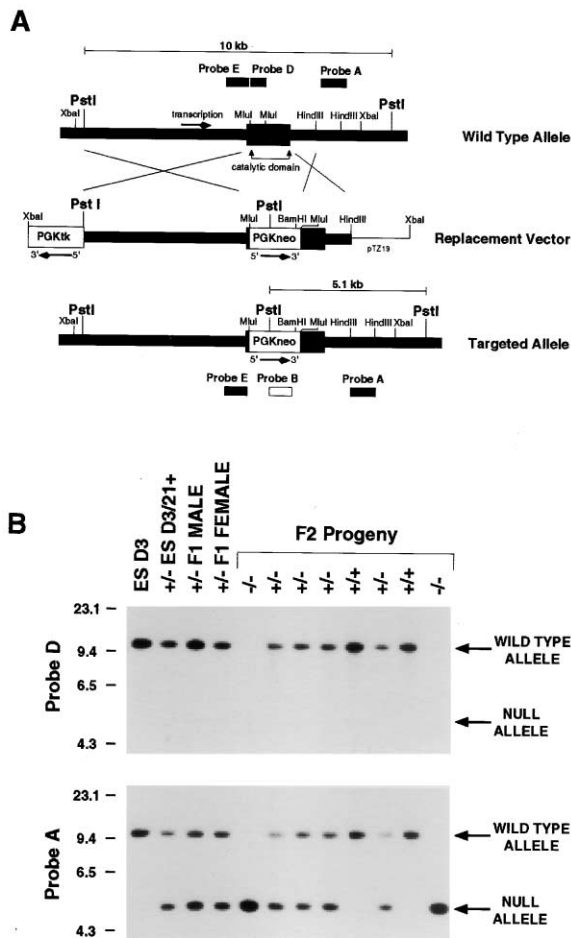 A
10 kb
Probe E Probe D Probe A
PstI PstI
XbaI transcription MluI MluI HindIII HindIII XbaI
Wild Type Allele
catalytic domain
Pst I PstI
XbaI MluI BamHI MluI HindIII XbaI
PGKtk PGKneo Replacement Vector
3' 5' 5' 3' pTZ19
5.1 kb
PstI PstI PstI
XbaI MluI BamHI MluI HindIII HindIII XbaI
PGKneo Targeted Allele
5' 3'
Probe E Probe B Probe A
B
ES D3
+/- ES D3/21+
+/- F1 MALE
+/- F1 FEMALE
F2 Progeny
-/- +/- +/- +/- +/+ +/- +/+ -/-
Probe D
23.1
9.4
6.5
4.3
WILD TYPE
ALLELE
NULL
ALLELE
Probe A
23.1
9.4
6.5
4.3
WILD TYPE
ALLELE
NULL
ALLELE